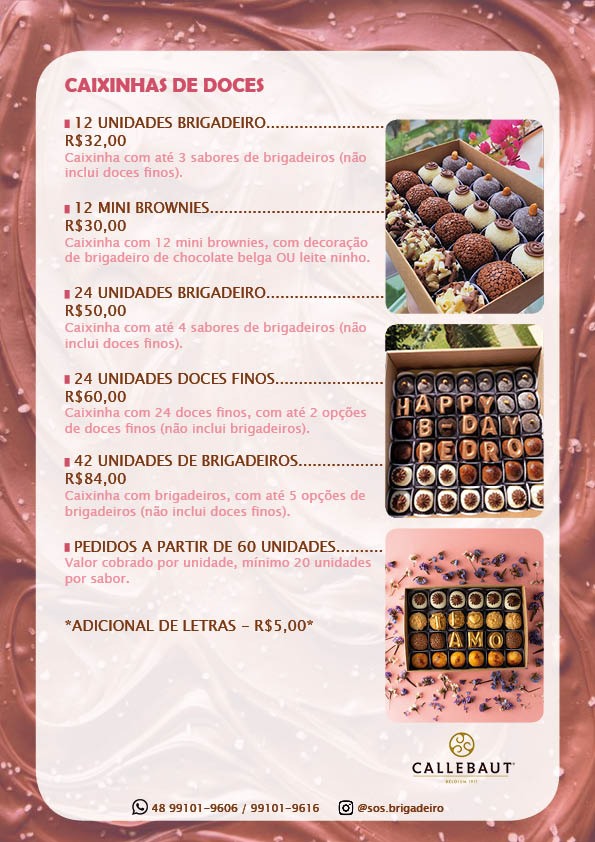 CAIXINHAS DE DOCES
12 UNIDADES BRIGADEIRO.........................
R$32,00
Caixinha com até 3 sabores de brigadeiros (não
inclui doces finos).
12 MINI BROWNIES.....................................
R$30,00
Caixinha com 12 mini brownies, com decoração
de brigadeiro de chocolate belga OU leite ninho.
24 UNIDADES BRIGADEIRO.........................
R$50,00
Caixinha com até 4 sabores de brigadeiros (não
inclui doces finos).
24 UNIDADES DOCES FINOS.......................
R$60,00
Caixinha com 24 doces finos, com até 2 opções
de doces finos (não inclui brigadeiros).
42 UNIDADES DE BRIGADEIROS..................
R$84,00
Caixinha com brigadeiros, com até 5 opções de
brigadeiros (não inclui doces finos).
PEDIDOS A PARTIR DE 60 UNIDADES..........
Valor cobrado por unidade, mínimo 20 unidades
por sabor.
*ADICIONAL DE LETRAS - R$5,00*
HAPPY
B-DAY
PEDRO
TE
AMO
CALLEBAUT
BELGIUM 1911
48 99101-9606 / 99101-9616 @sos.brigadeiro